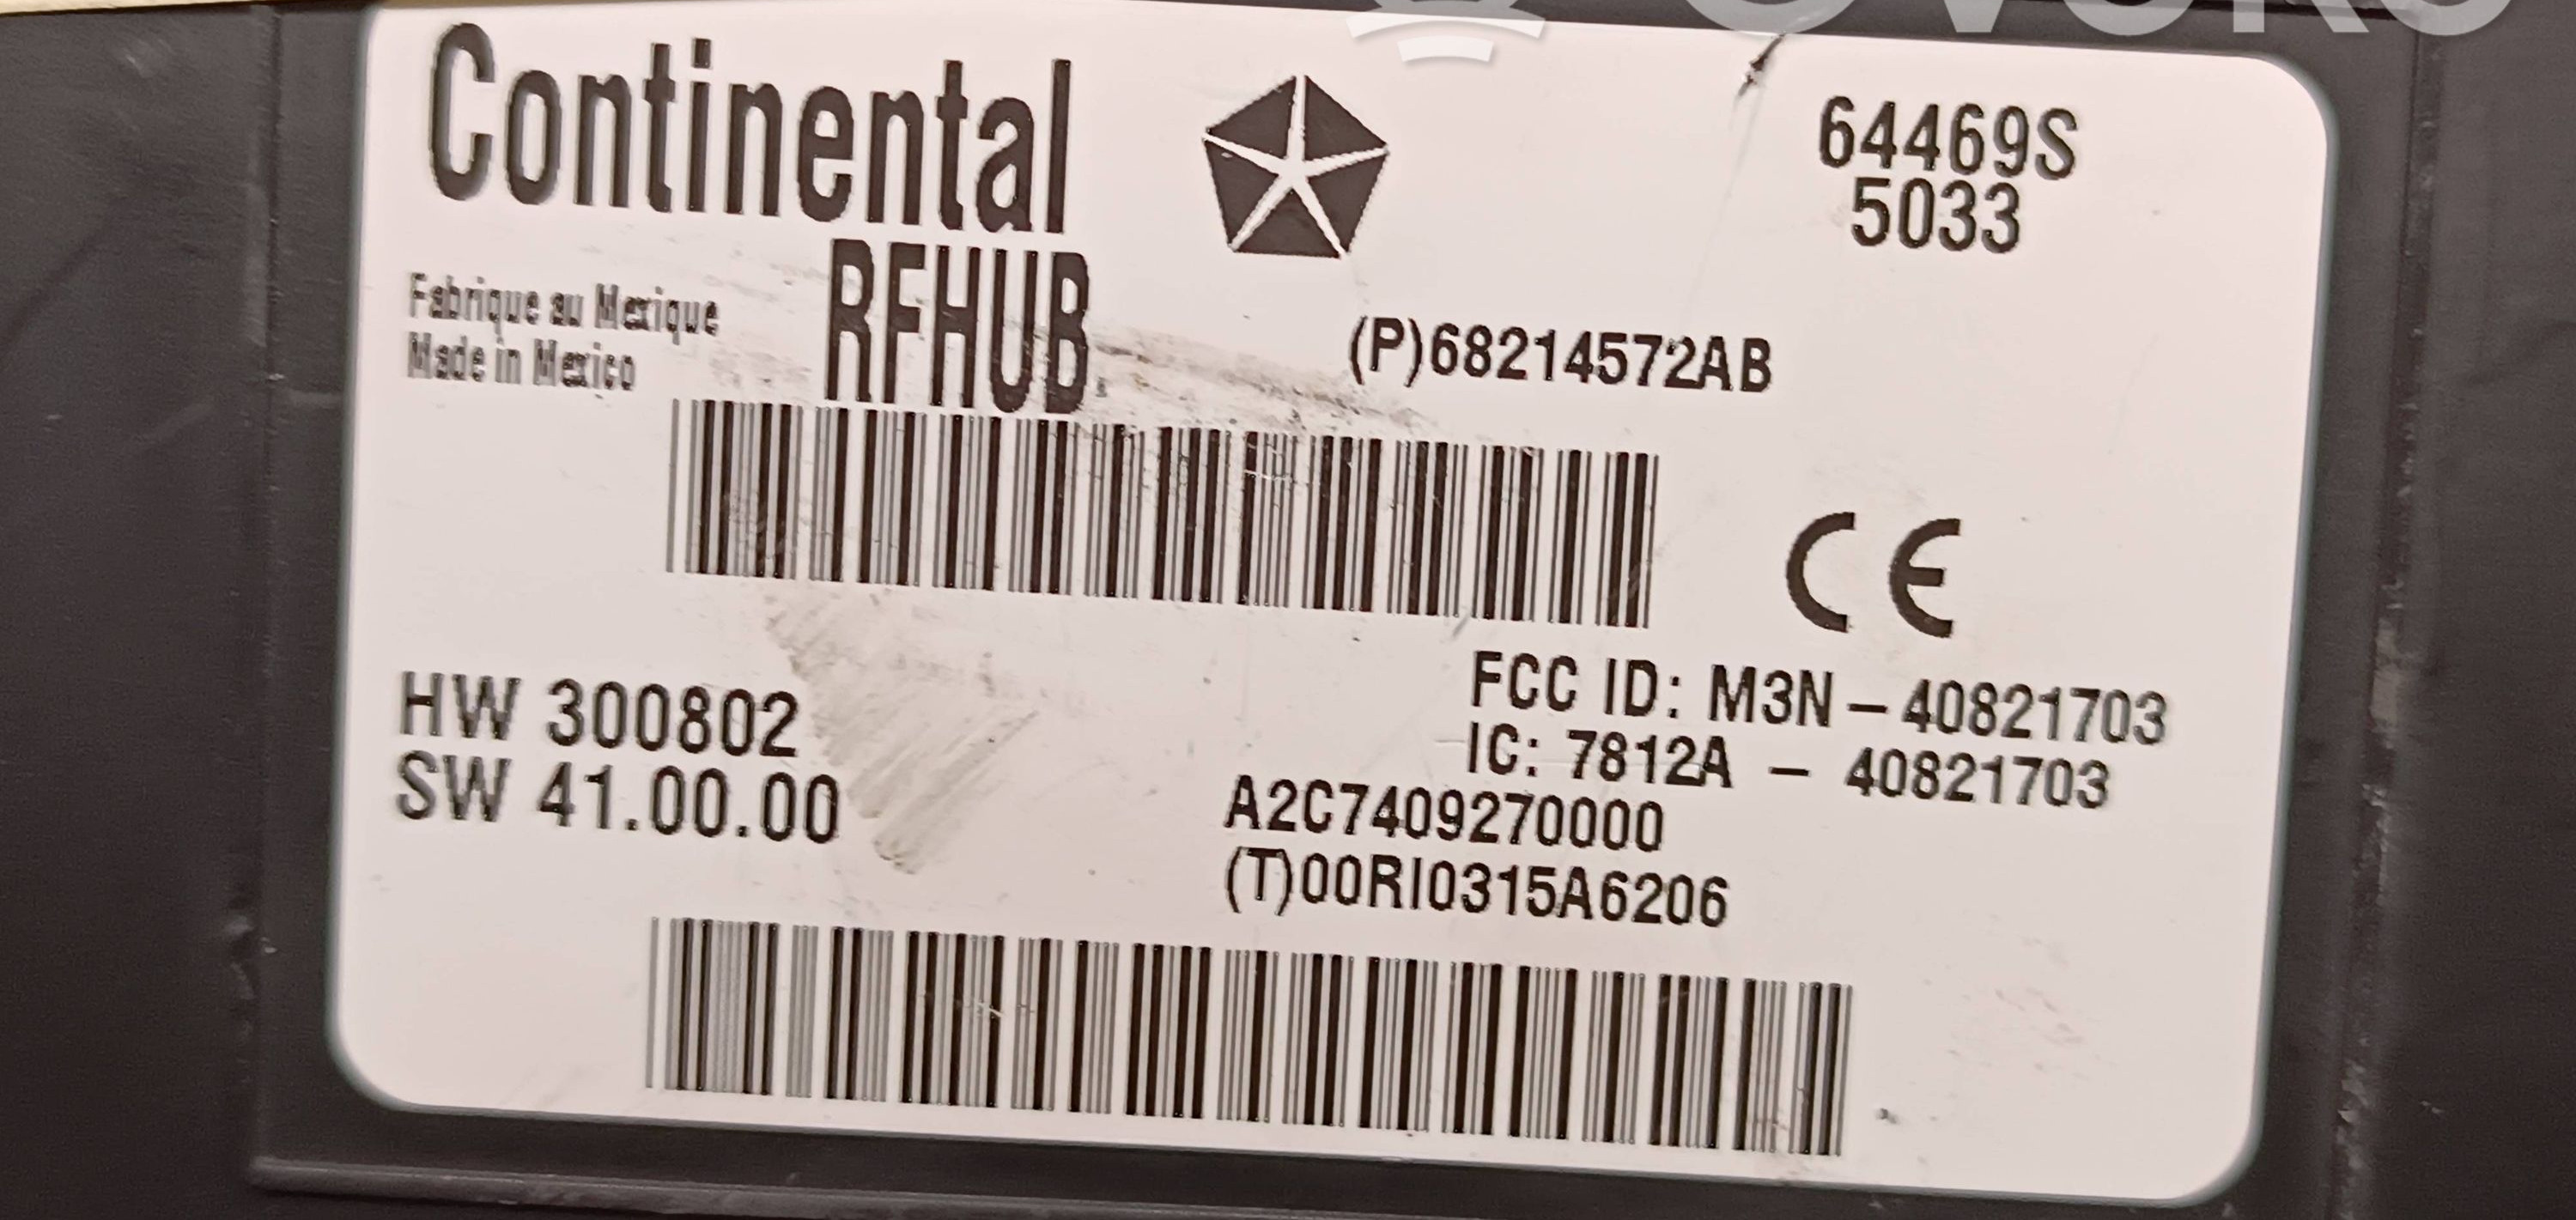 Continental
64469S
5033
RFHUB
Fabrique au Mexique
Made in Mexico
(P)68214572AB
CE
HW 300802
SW 41.00.00
FCC ID: M3N-40821703
IC: 7812A - 40821703
A2C7409270000
(T)00RI0315A6206